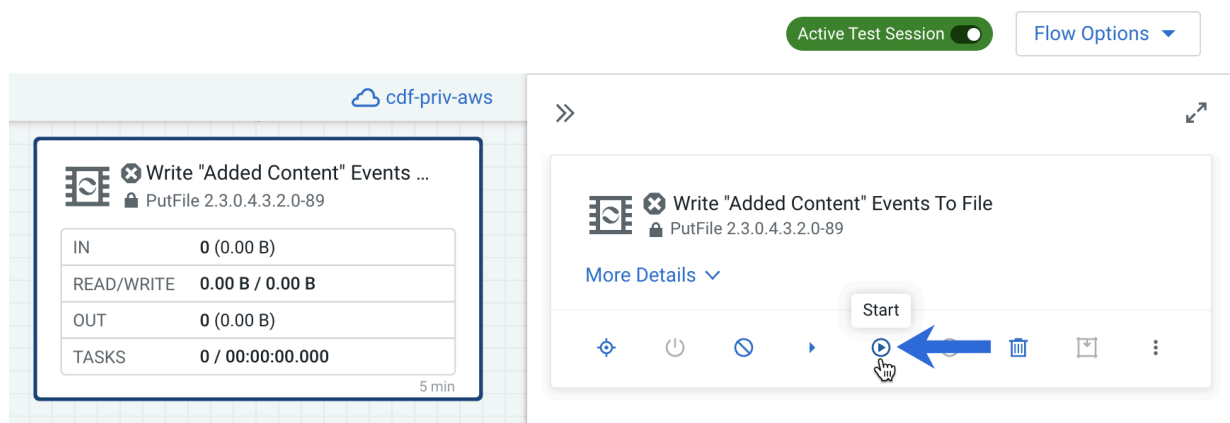 Active Test Session
Flow Options
cdf-priv-aws
Write "Added Content" Events ...
PutFile 2.3.0.4.3.2.0-89
IN 0 (0.00 B)
READ/WRITE 0.00 B / 0.00 B
OUT 0 (0.00 B)
TASKS 0 / 00:00:00.000
5 min
Write "Added Content" Events To File
PutFile 2.3.0.4.3.2.0-89
More Details
Start